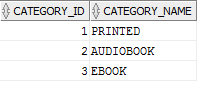 CATEGORY_ID CATEGORY_NAME
1 PRINTED
2 AUDIOBOOK
3 EBOOK